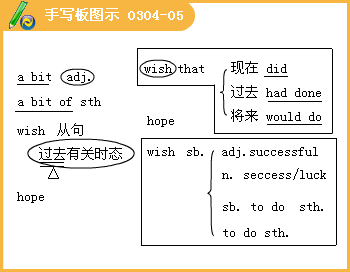 手写板图示 0304-05
a bit adj.
a bit of sth
wish 从句
过去有关时态
hope
wish that
现在 did
过去 had done
将来 would do
hope
wish sb.
adj.successful
n. seccess/luck
sb. to do sth.
to do sth.